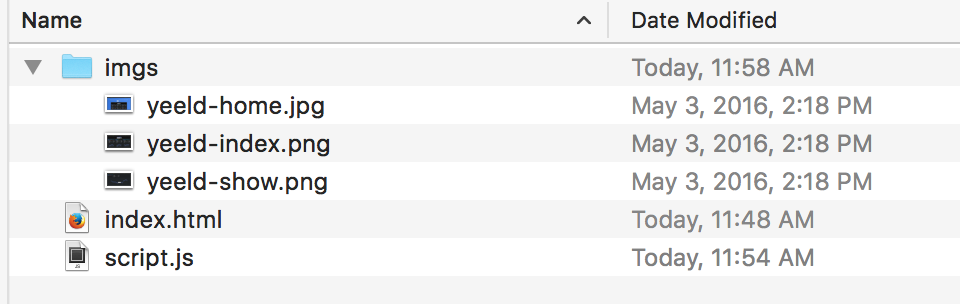 Name Date Modified
imgs Today, 11:58 AM
yeeld-home.jpg May 3, 2016, 2:18 PM
yeeld-index.png May 3, 2016, 2:18 PM
yeeld-show.png May 3, 2016, 2:18 PM
index.html Today, 11:48 AM
script.js Today, 11:54 AM